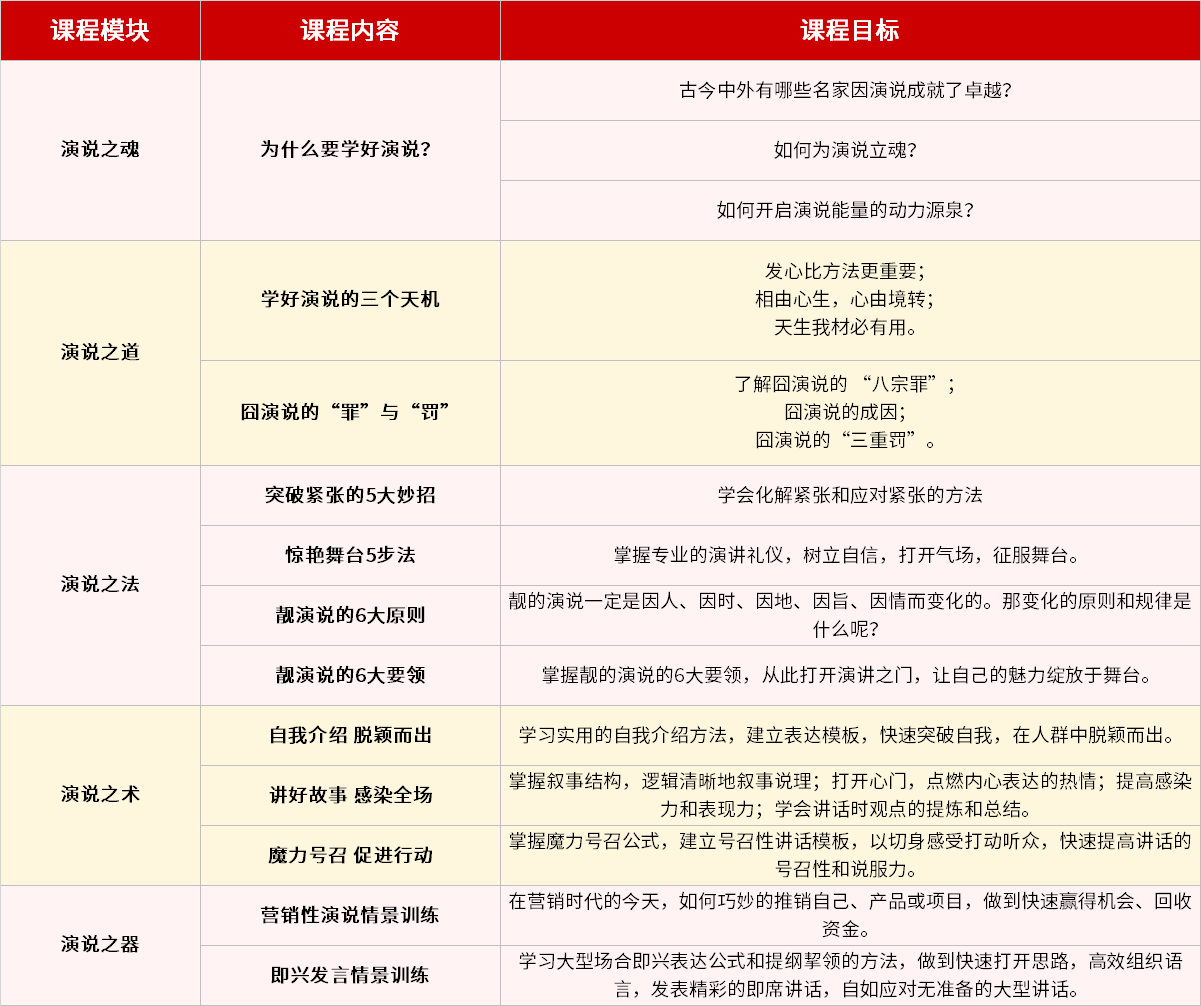 课程模块
课程内容
课程目标
演说之魂
为什么要学好演说？
古今中外有哪些名家因演说成就了卓越？
如何为演说立魂？
如何开启演说能量的动力源泉？
演说之道
学好演说的三个天机
发心比方法更重要；
相由心生，心由境转；
天生我材必有用。
囧演说的“罪”与“罚”
了解囧演说的 “八宗罪”；
囧演说的成因；
囧演说的“三重罚”。
演说之法
突破紧张的5大妙招
学会化解紧张和应对紧张的方法
惊艳舞台5步法
掌握专业的演讲礼仪，树立自信，打开气场，征服舞台。
靓演说的6大原则
靓的演说一定是因人、因时、因地、因旨、因情而变化的。那变化的原则和规律是
什么呢？
靓演说的6大要领
掌握靓的演说的6大要领，从此打开演讲之门，让自己的魅力绽放于舞台。
演说之术
自我介绍 脱颖而出
学习实用的自我介绍方法，建立表达模板，快速突破自我，在人群中脱颖而出。
讲好故事 感染全场
掌握叙事结构，逻辑清晰地叙事说理；打开心门，点燃内心表达的热情；提高感染
力和表现力；学会讲话时观点的提炼和总结。
魔力号召 促进行动
掌握魔力号召公式，建立号召性讲话模板，以切身感受打动听众，快速提高讲话的
号召性和说服力。
演说之器
营销性演说情景训练
在营销时代的今天，如何巧妙的推销自己、产品或项目，做到快速赢得机会、回收
资金。
即兴发言情景训练
学习大型场合即兴表达公式和提纲挈领的方法，做到快速打开思路，高效组织语
言，发表精彩的即席讲话，自如应对无准备的大型讲话。